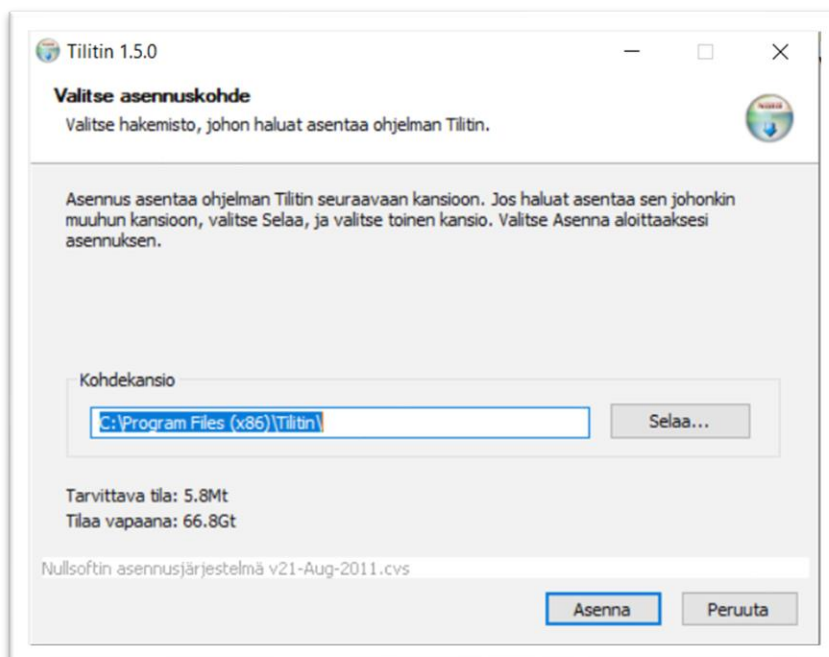 Tilitin 1.5.0
Valitse asennuskohde
Valitse hakemisto, johon haluat asentaa ohjelman Tilitin.
Asennus asentaa ohjelman Tilitin seuraavaan kansioon. Jos haluat asentaa sen johonkin
muuhun kansioon, valitse Selaa, ja valitse toinen kansio. Valitse Asenna aloittaaksesi
asennuksen.
Kohdekansio
C:\Program Files (x86)\Tilitin\
Selaa...
Tarvittava tila: 5.8Mt
Tilaa vapaana: 66.8Gt
Nullsoftin asennusjärjestelmä v21-Aug-2011.cvs
Asenna
Peruuta